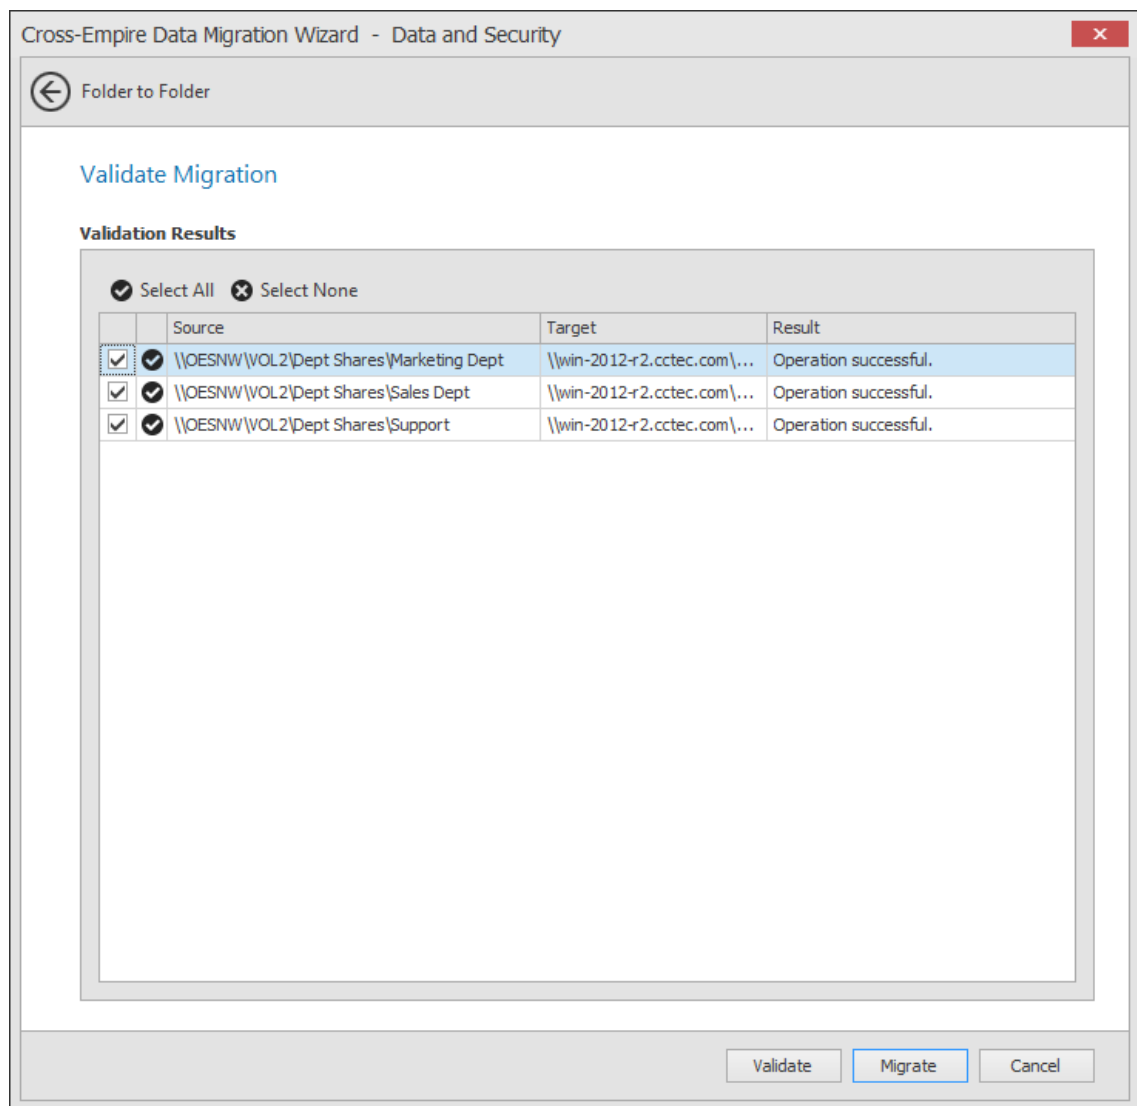 Cross-Empire Data Migration Wizard - Data and Security
Folder to Folder
Validate Migration
Validation Results
Select All Select None
Source Target Result
\\OESNW\VOL2\Dept Shares\Marketing Dept \\win-2012-r2.cctec.com\... Operation successful.
\\OESNW\VOL2\Dept Shares\Sales Dept \\win-2012-r2.cctec.com\... Operation successful.
\\OESNW\VOL2\Dept Shares\Support \\win-2012-r2.cctec.com\... Operation successful.
Validate Migrate Cancel